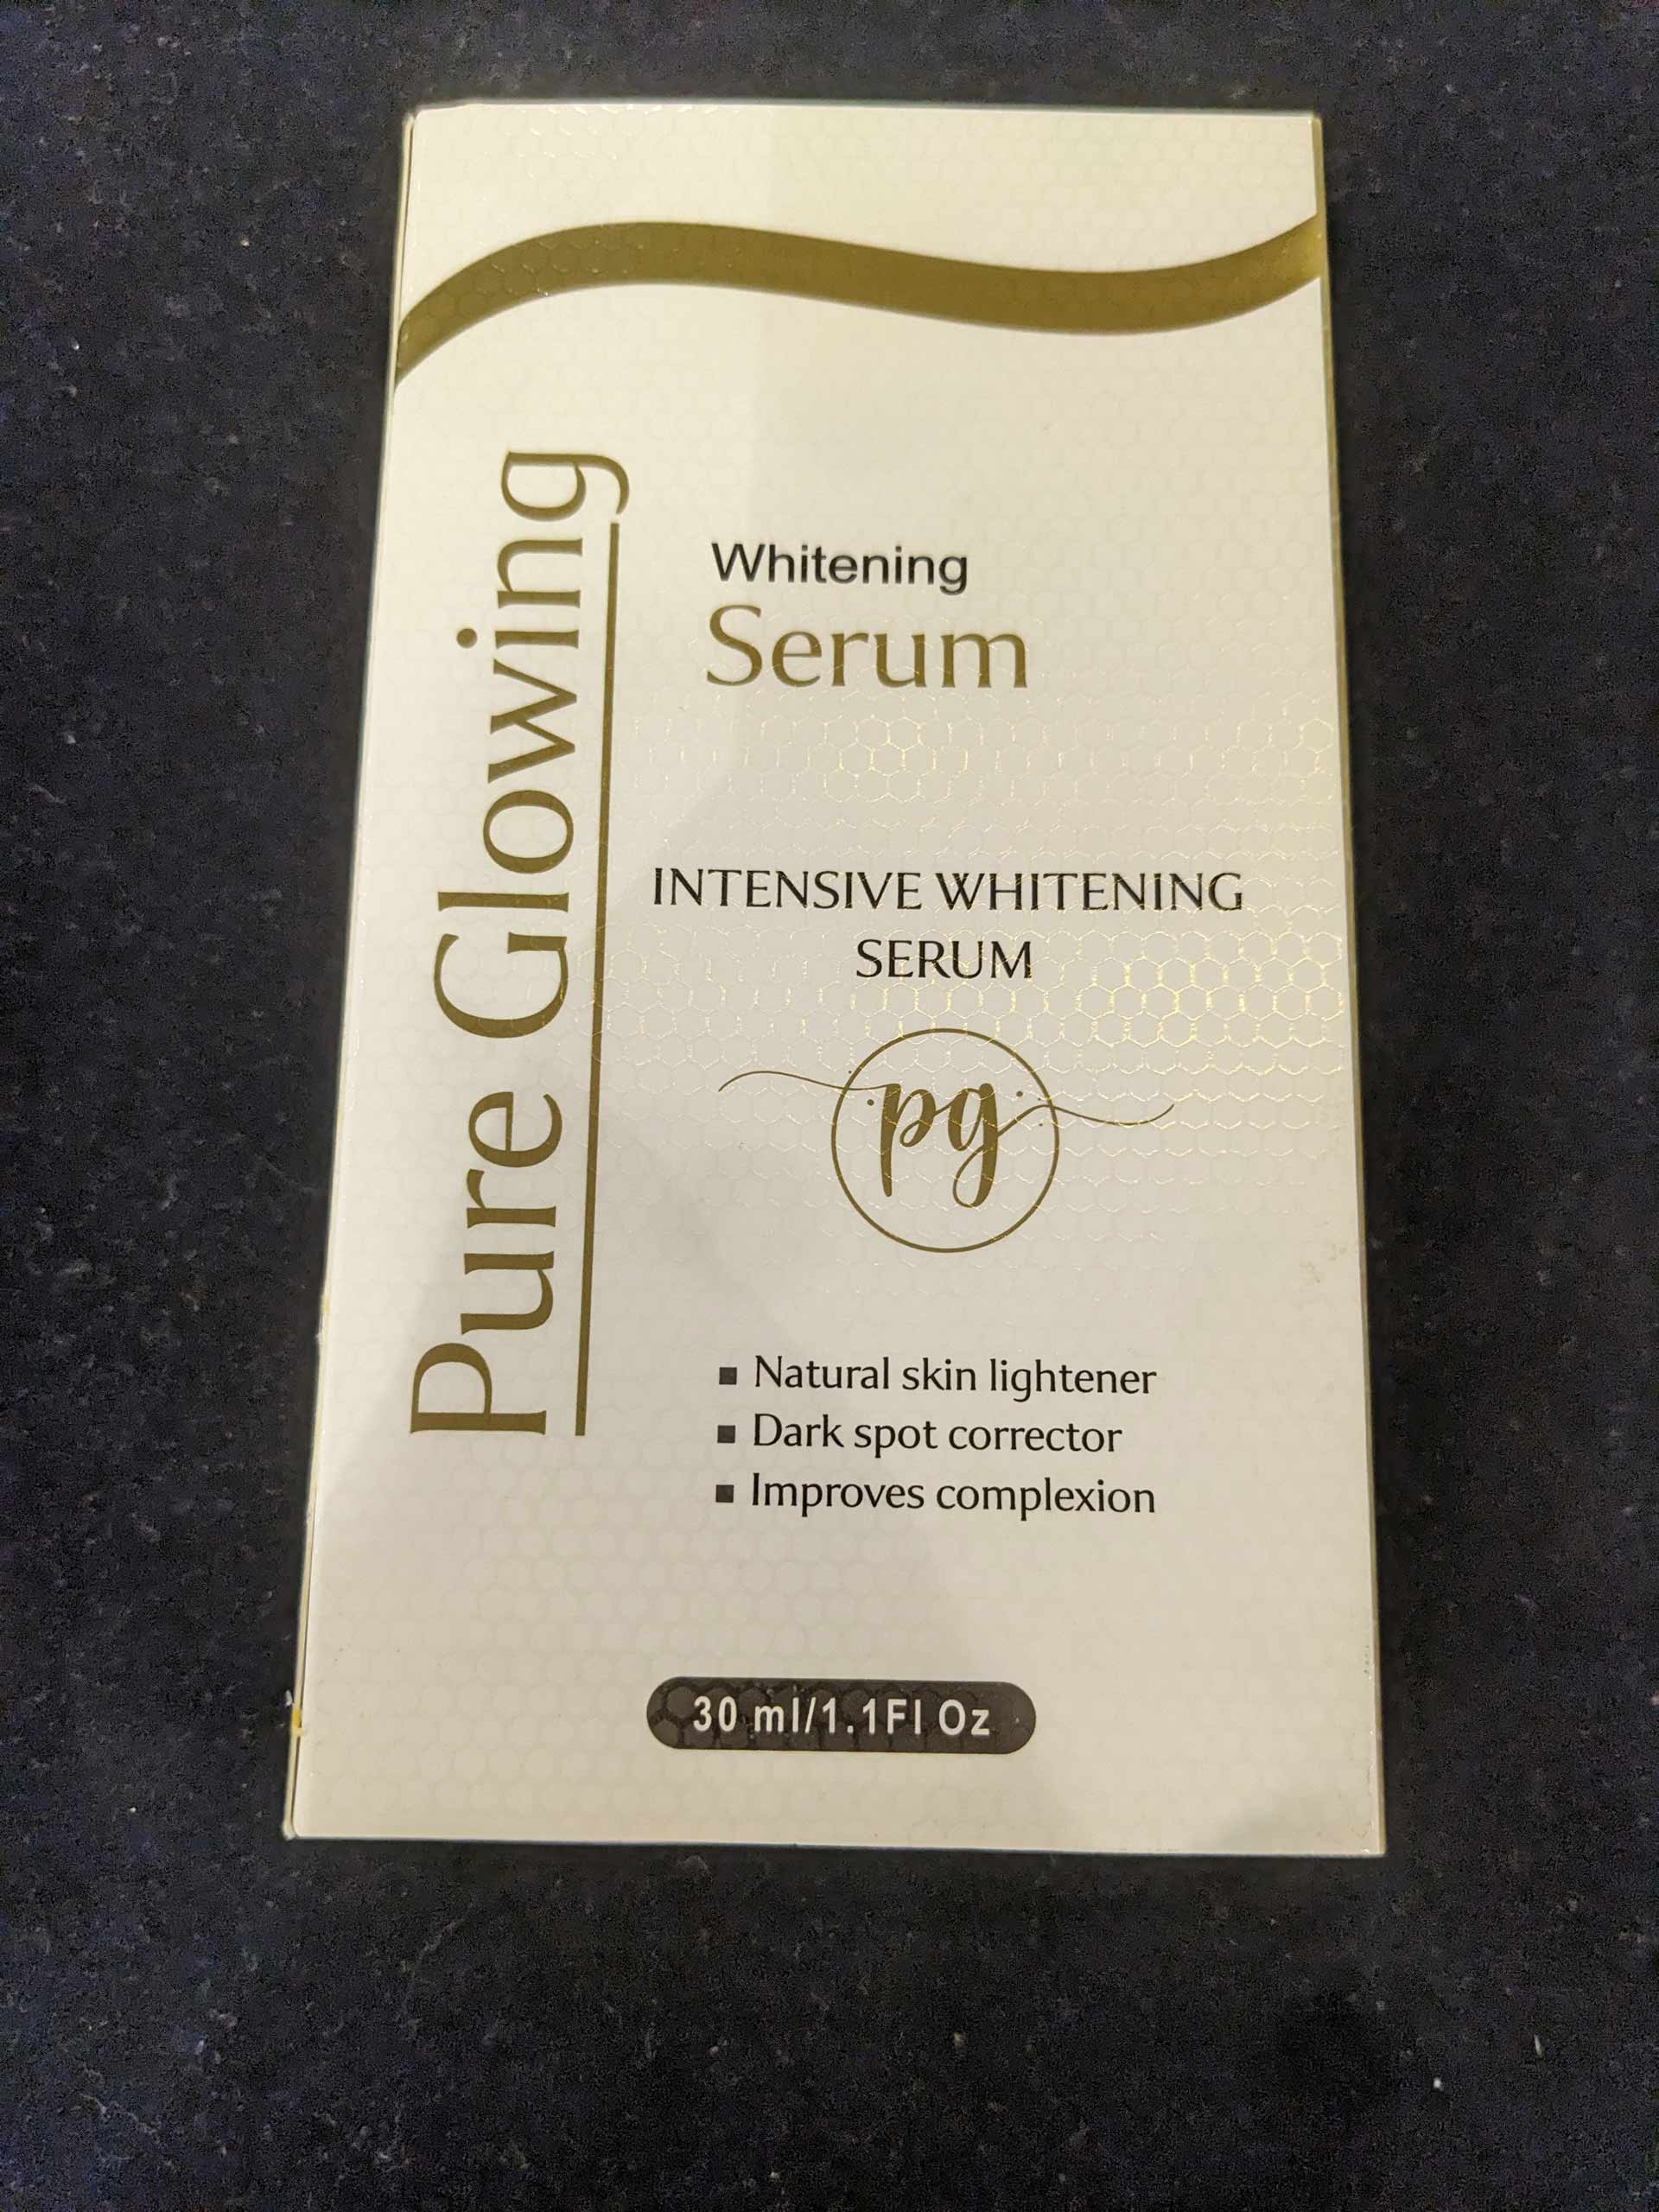 Pure Glowing
Whitening
Serum
INTENSIVE WHITENING
SERUM
pg
▪ Natural skin lightener
▪ Dark spot corrector
▪ Improves complexion
30 ml/1.1Fl Oz